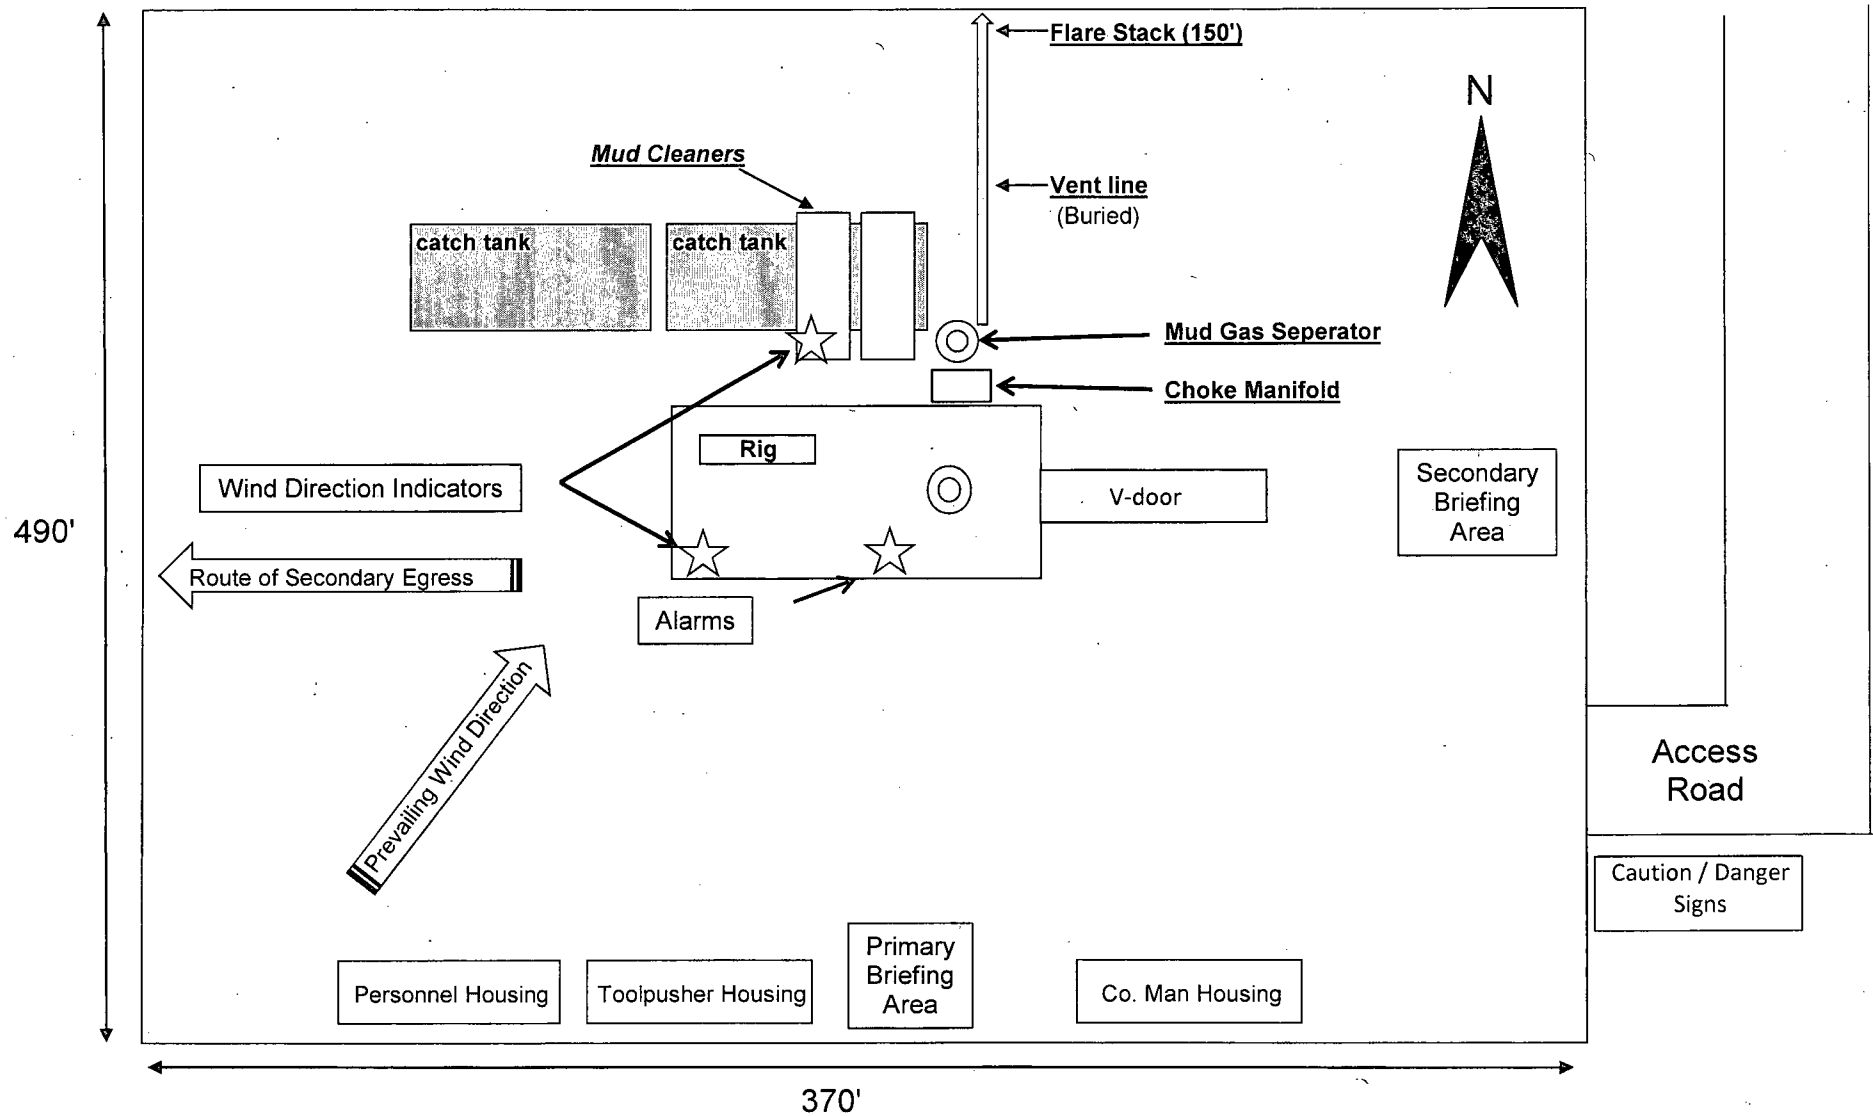 Flare Stack (150')
N
Mud Cleaners
Vent line
(Buried)
catch tank
catch tank
Mud Gas Seperator
Choke Manifold
Rig
Wind Direction Indicators
V-door
Secondary
Briefing
Area
490'
Route of Secondary Egress
Alarms
Prevailing Wind Direction
Access
Road
Caution / Danger
Signs
Primary
Briefing
Area
Personnel Housing
Toolpusher Housing
Co. Man Housing
370'